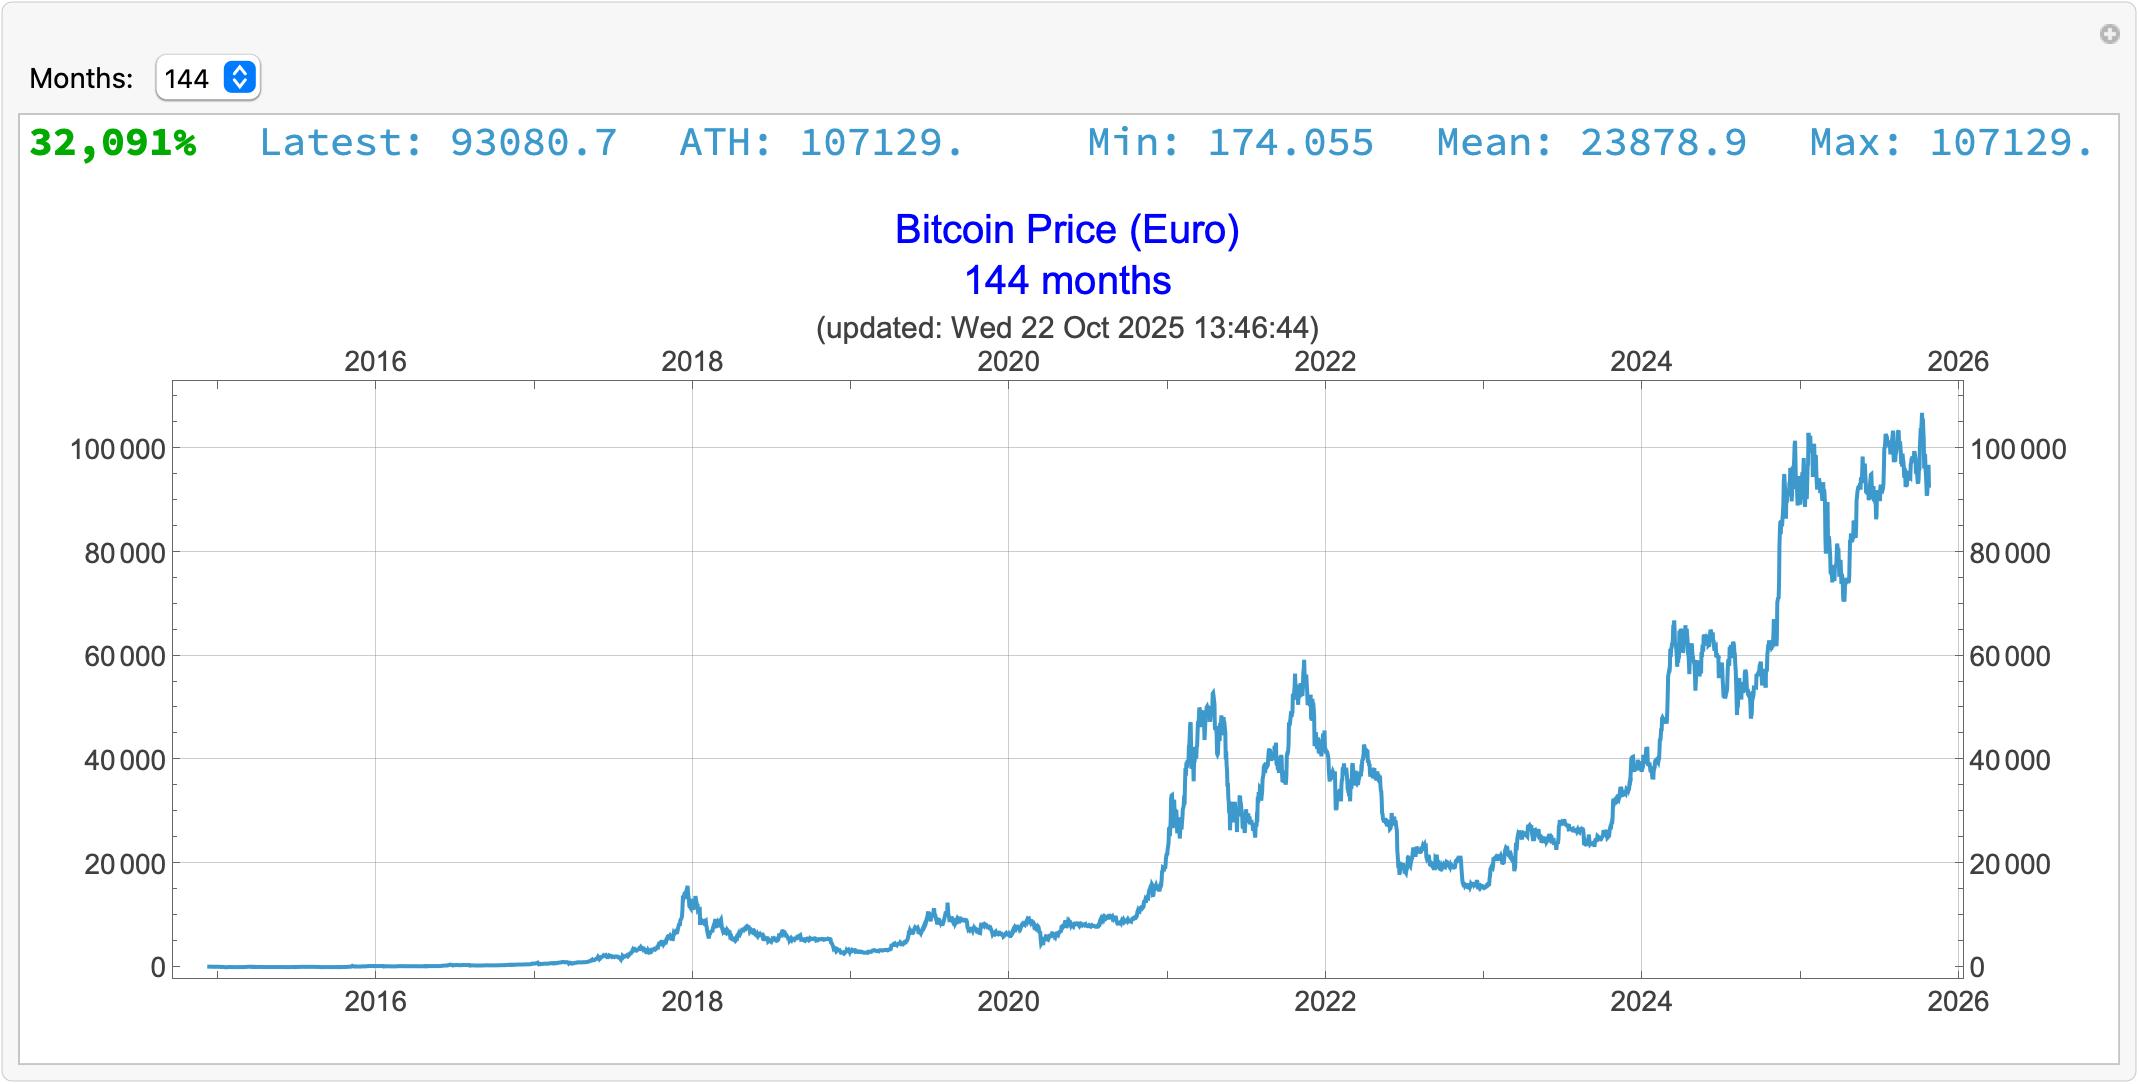 Months: 144
32,091% Latest: 93080.7 ATH: 107129. Min: 174.055 Mean: 23878.9 Max: 107129.
Bitcoin Price (Euro)
144 months
(updated: Wed 22 Oct 2025 13:46:44)
2016 2018 2020 2022 2024 2026
100 000 100 000
80 000 80 000
60 000 60 000
40 000 40 000
20 000 20 000
0 0
2016 2018 2020 2022 2024 2026